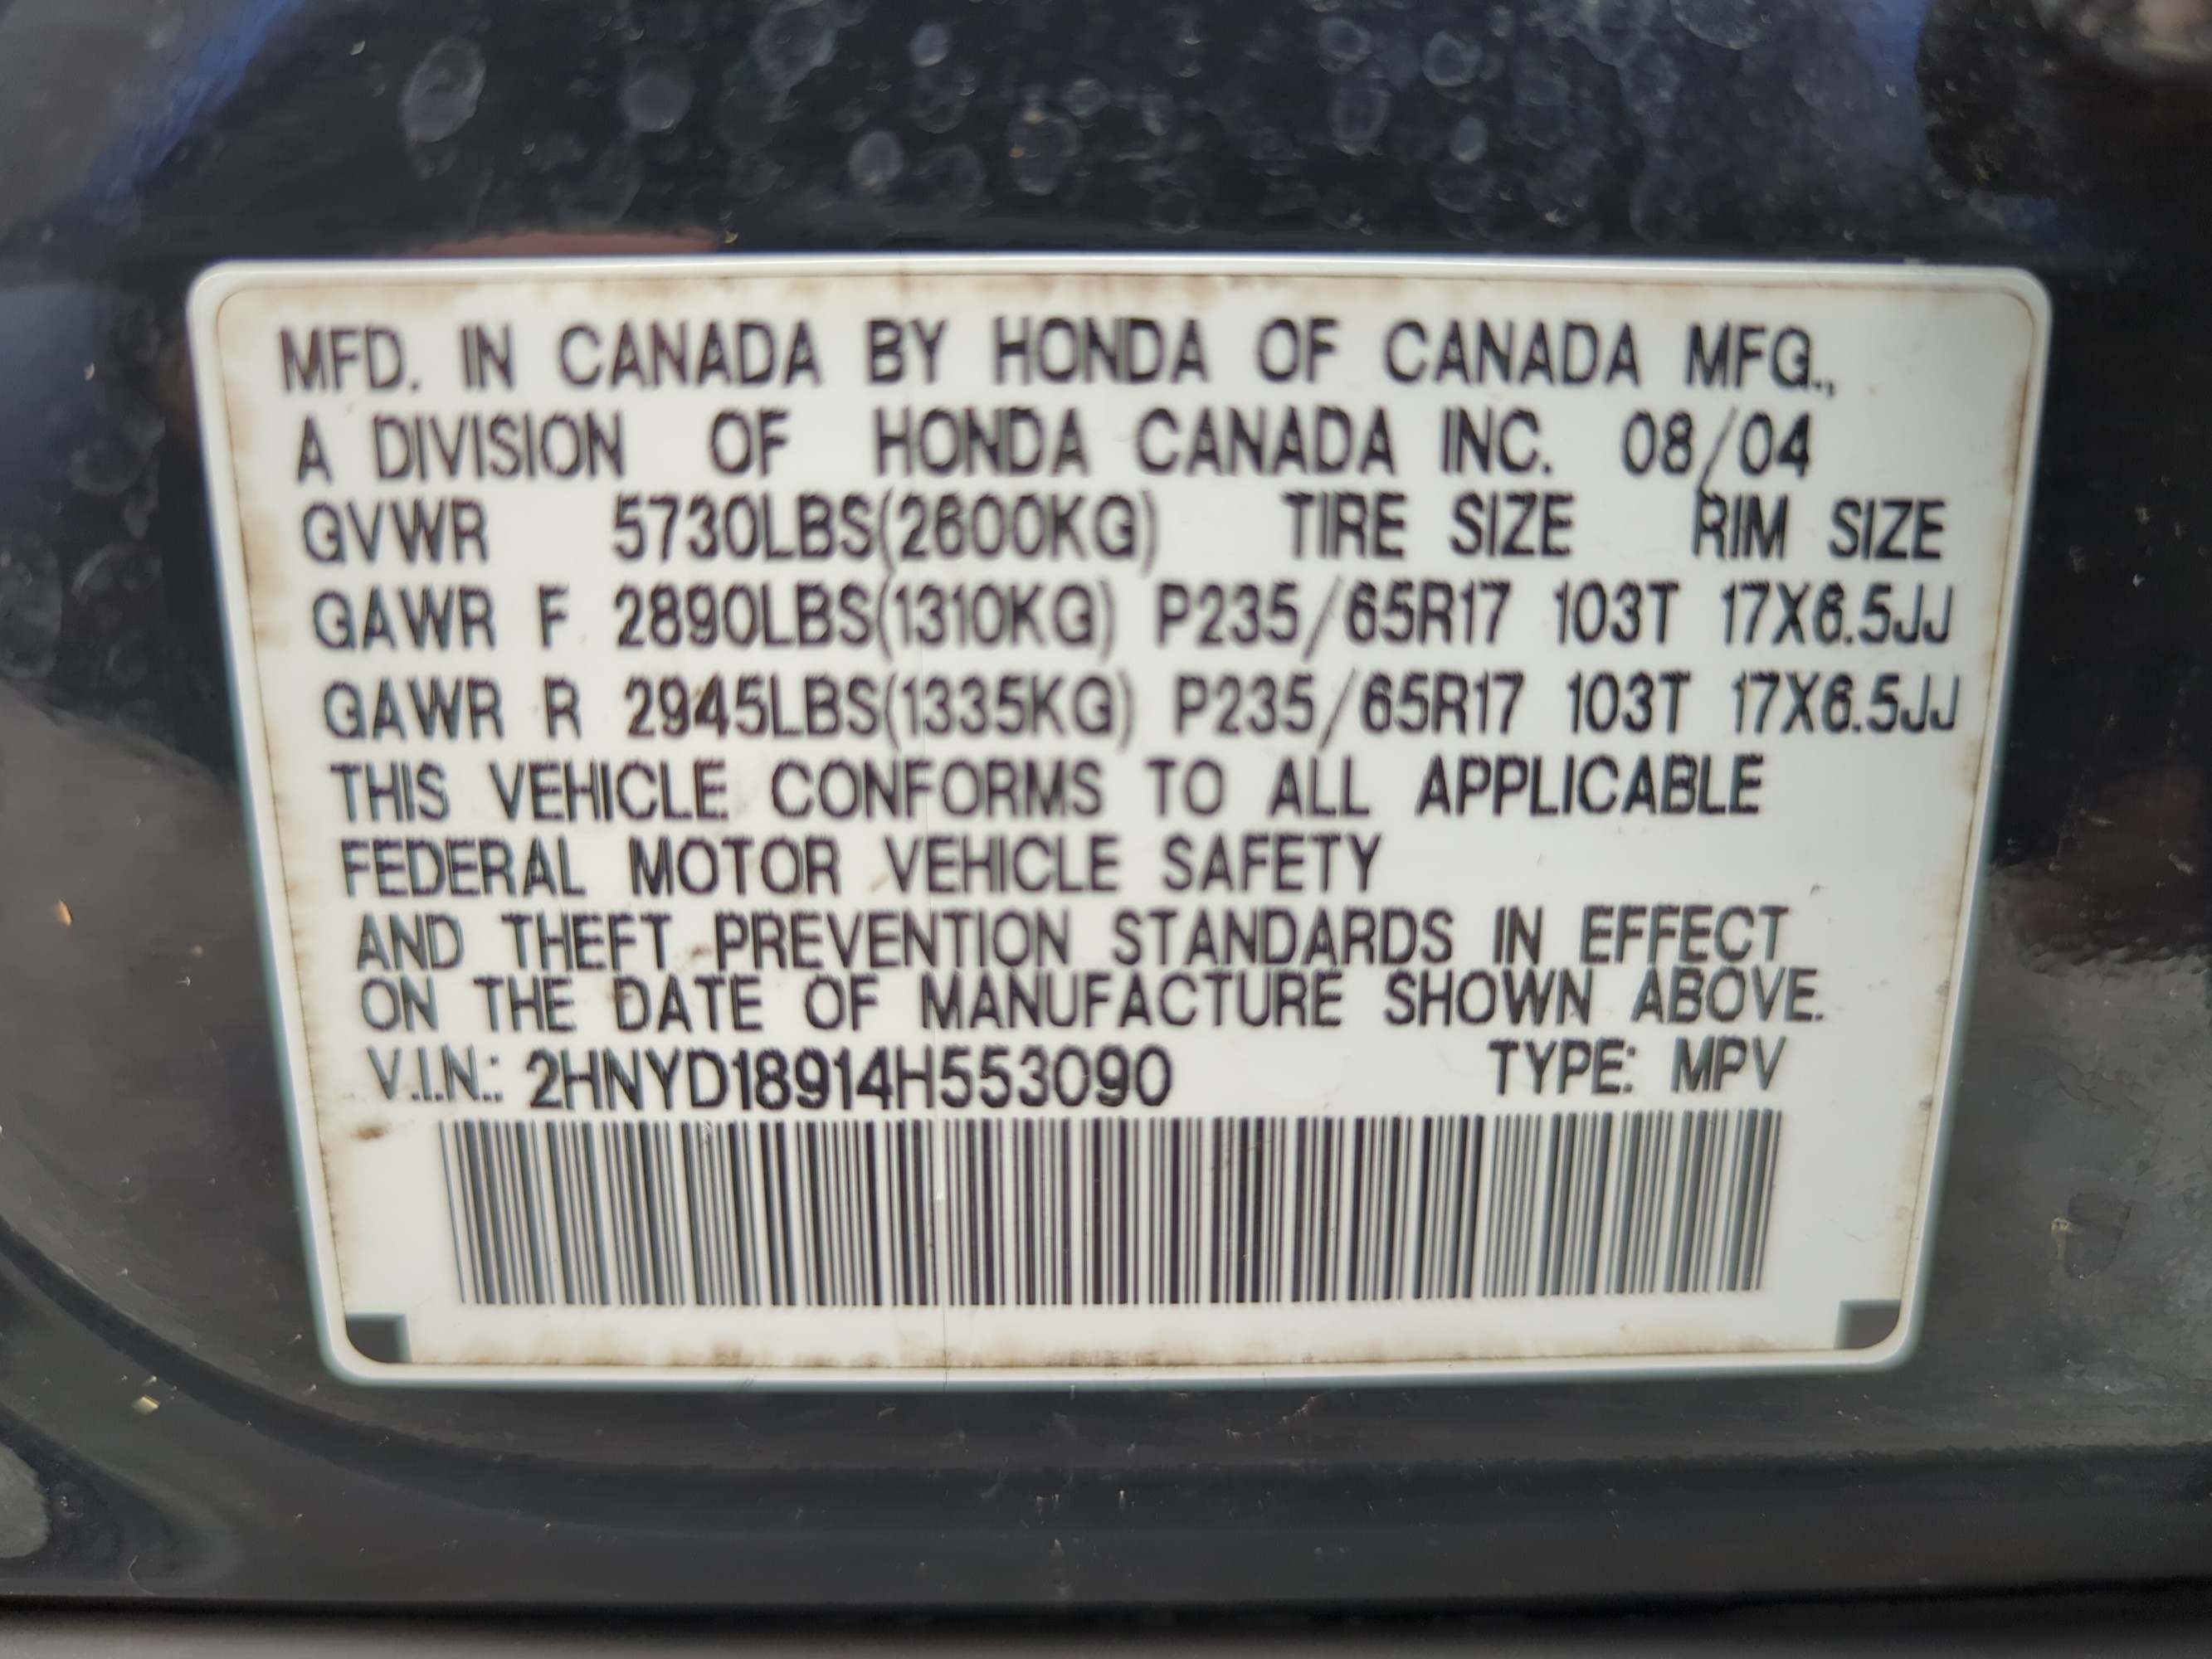 MFD. IN CANADA BY HONDA OF CANADA MFG.,
A DIVISION OF HONDA CANADA INC. 08/04
GVWR 5730LBS(2600KG) TIRE SIZE RIM SIZE
GAWR F 2890LBS(1310KG) P235/65R17 103T 17X6.5JJ
GAWR R 2945LBS(1335KG) P235/65R17 103T 17X6.5JJ
THIS VEHICLE CONFORMS TO ALL APPLICABLE
FEDERAL MOTOR VEHICLE SAFETY
AND THEFT PREVENTION STANDARDS IN EFFECT
ON THE DATE OF MANUFACTURE SHOWN ABOVE.
V.I.N.: 2HNYD18914H553090 TYPE: MPV